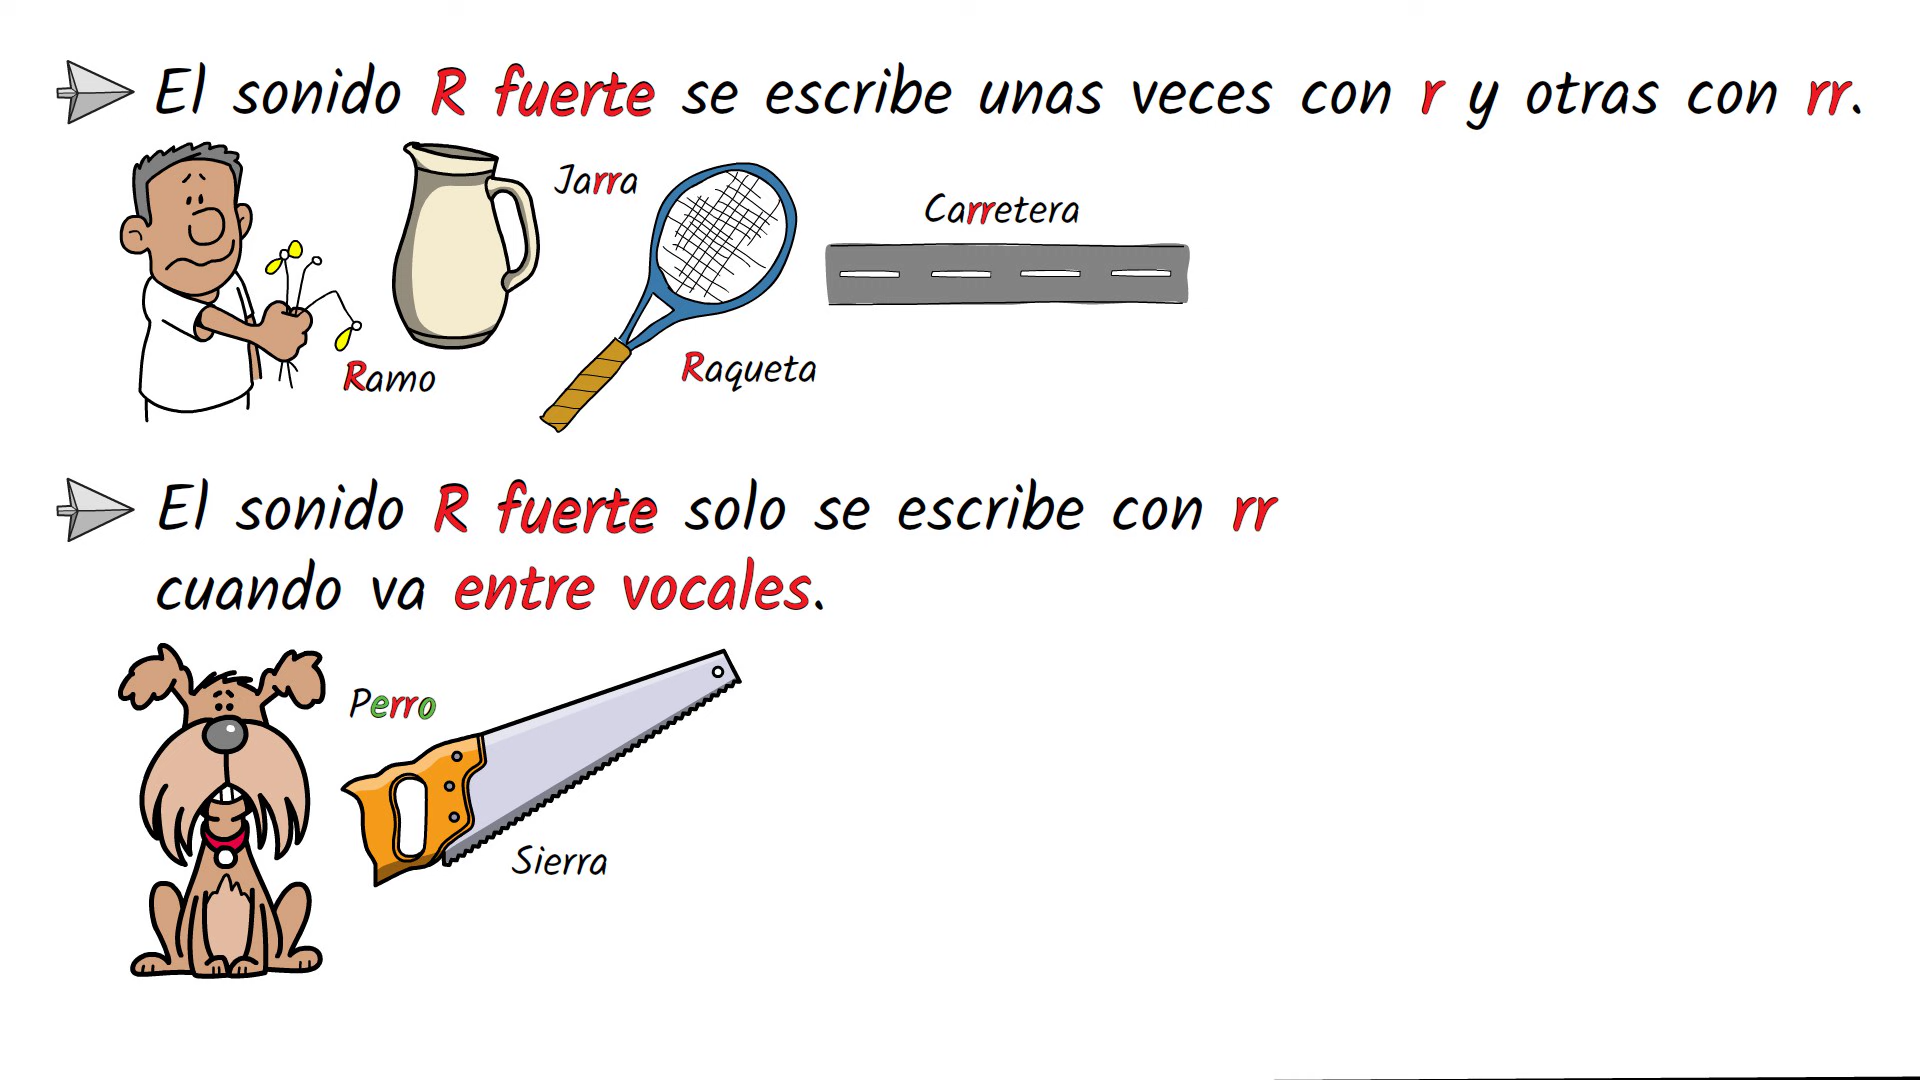 El sonido R fuerte se escribe unas veces con r y otras con rr.
Jarra
Carretera
Ramo
Raqueta
El sonido R fuerte solo se escribe con rr
cuando va entre vocales.
Perro
Sierra